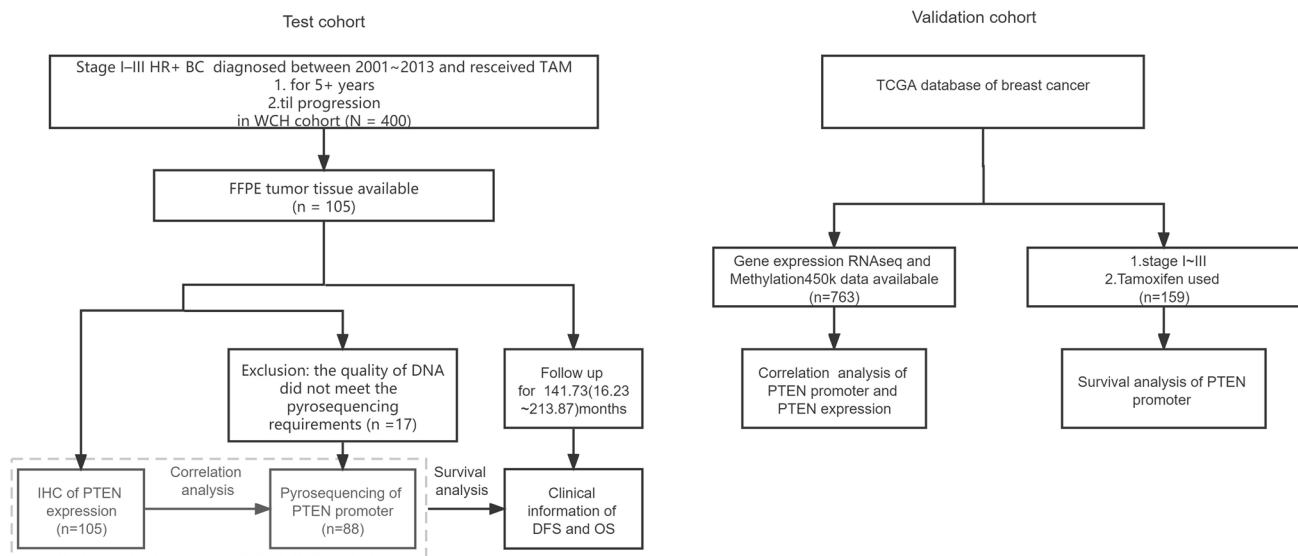 Test cohort
Stage I–III HR+ BC diagnosed between 2001~2013 and resceived TAM
1. for 5+ years
2.til progression
in WCH cohort (N = 400)
FFPE tumor tissue available
(n = 105)
Exclusion: the quality of DNA
did not meet the
pyrosequencing
requirements (n =17)
Follow up
for 141.73(16.23
~213.87)months
IHC of PTEN
expression
(n=105)
Correlation
analysis
Pyrosequencing of
PTEN promoter
(n=88)
Survival
analysis
Clinical
information of
DFS and OS
Validation cohort
TCGA database of breast cancer
Gene expression RNAseq and
Methylation450k data availabale
(n=763)
1.stage I~III
2.Tamoxifen used
(n=159)
Correlation analysis of
PTEN promoter and
PTEN expression
Survival analysis of PTEN
promoter